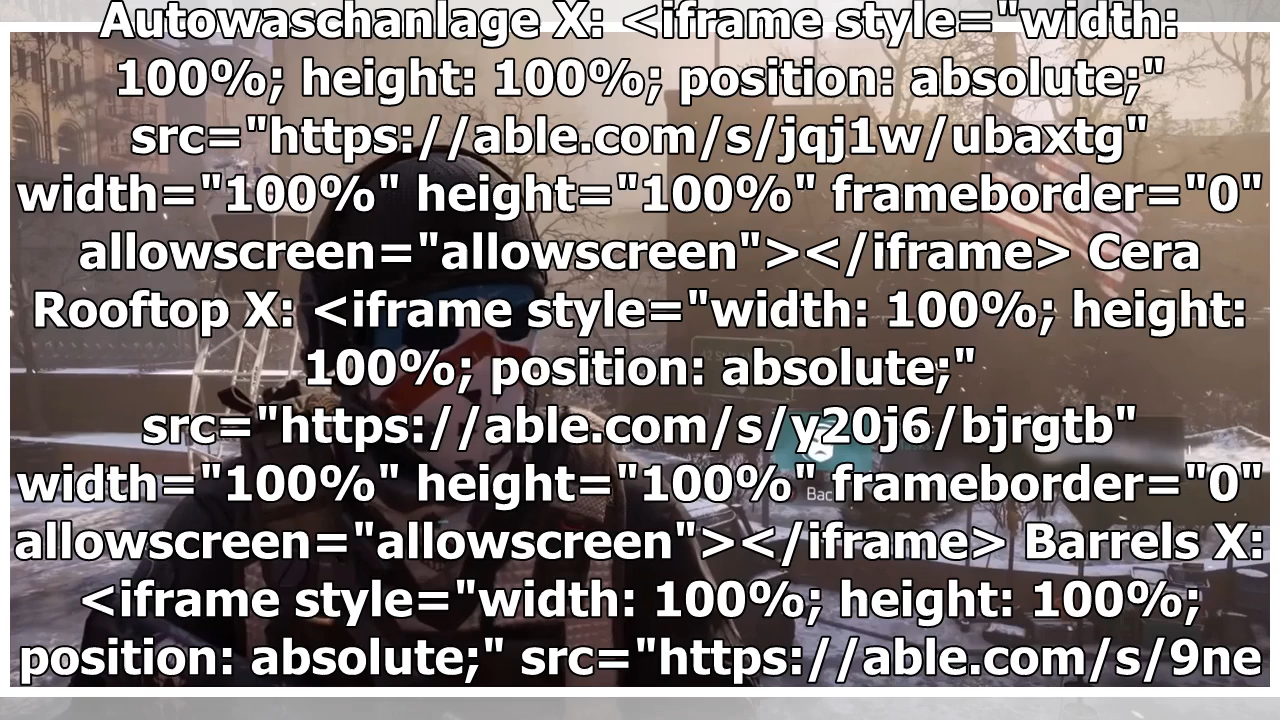 Autowaschanlage X: <iframe style="width:
100%; height: 100%; position: absolute;"
src="https://able.com/s/jqj1w/ubaxtg"
width="100%" height="100%" frameborder="0"
allowscreen="allowscreen"></iframe> Cera
Rooftop X: <iframe style="width: 100%; height:
100%; position: absolute;"
src="https://able.com/s/y20j6/bjrgtb"
width="100%" height="100%" frameborder="0"
allowscreen="allowscreen"></iframe> Barrels X:
<iframe style="width: 100%; height: 100%;
position: absolute;" src="https://able.com/s/9ne